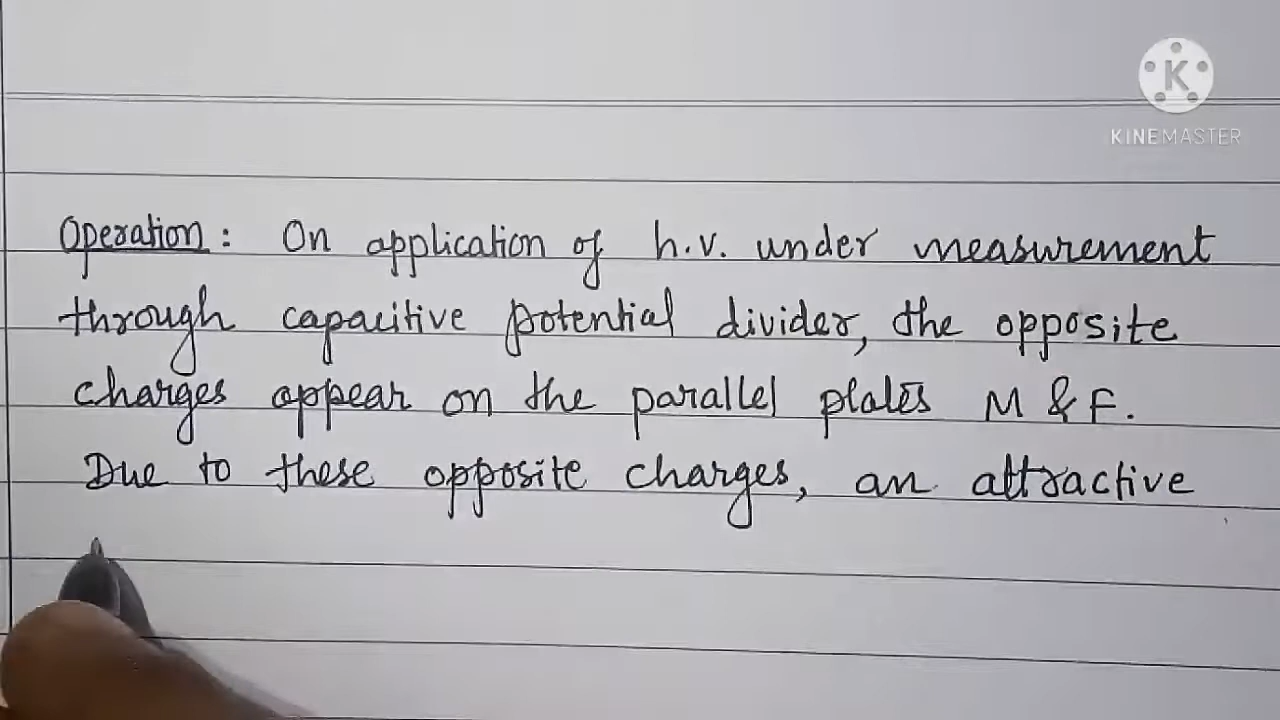 K
KINEMASTER
Operation: On application of h.v. under measurement
through capacitive potential divider, the opposite
charges appear on the parallel plates M & F.
Due to these opposite charges, an attractive